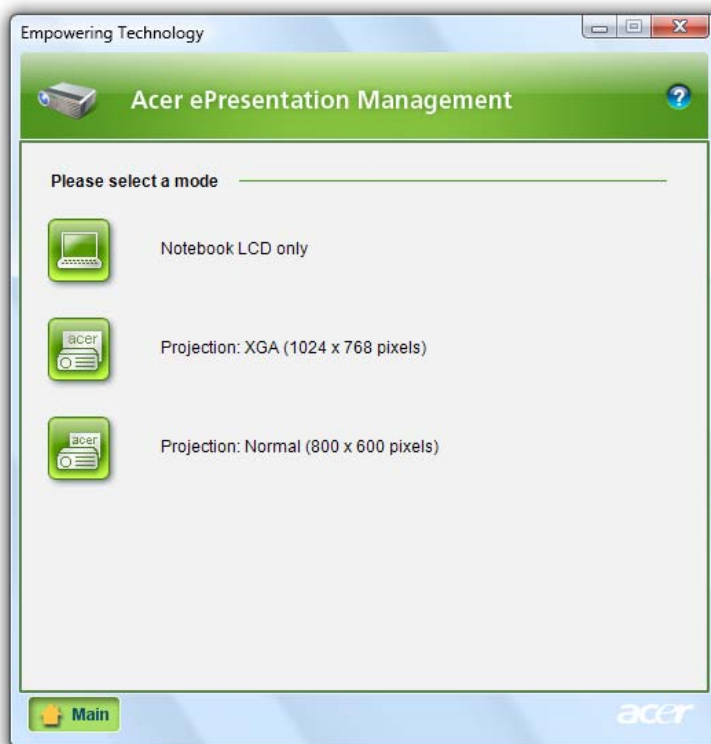 Empowering Technology
Acer ePresentation Management
?
Please select a mode
Notebook LCD only
acer
Projection: XGA (1024 x 768 pixels)
acer
Projection: Normal (800 x 600 pixels)
Main
acer